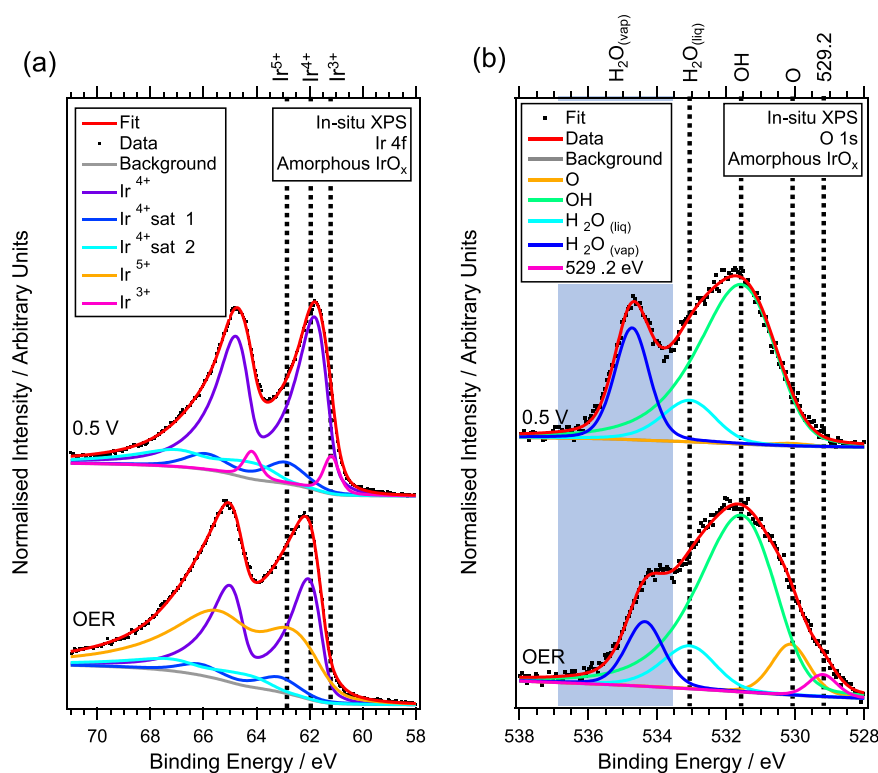 (a)
Ir5+
Ir4+
Ir3+
Fit
Data
Background
Ir 4+
Ir 4+ sat 1
Ir 4+ sat 2
Ir 5+
Ir 3+
In-situ XPS
Ir 4f
Amorphous IrOx
0.5 V
OER
Normalised Intensity / Arbitrary Units
70 68 66 64 62 60 58
Binding Energy / eV
(b)
H2O(vap)
H2O(liq)
OH
O
529.2
Fit
Data
Background
O
OH
H 2O (liq)
H 2O (vap)
529 .2 eV
In-situ XPS
O 1s
Amorphous IrOx
0.5 V
OER
Normalised Intensity / Arbitrary Units
538 536 534 532 530 528
Binding Energy / eV